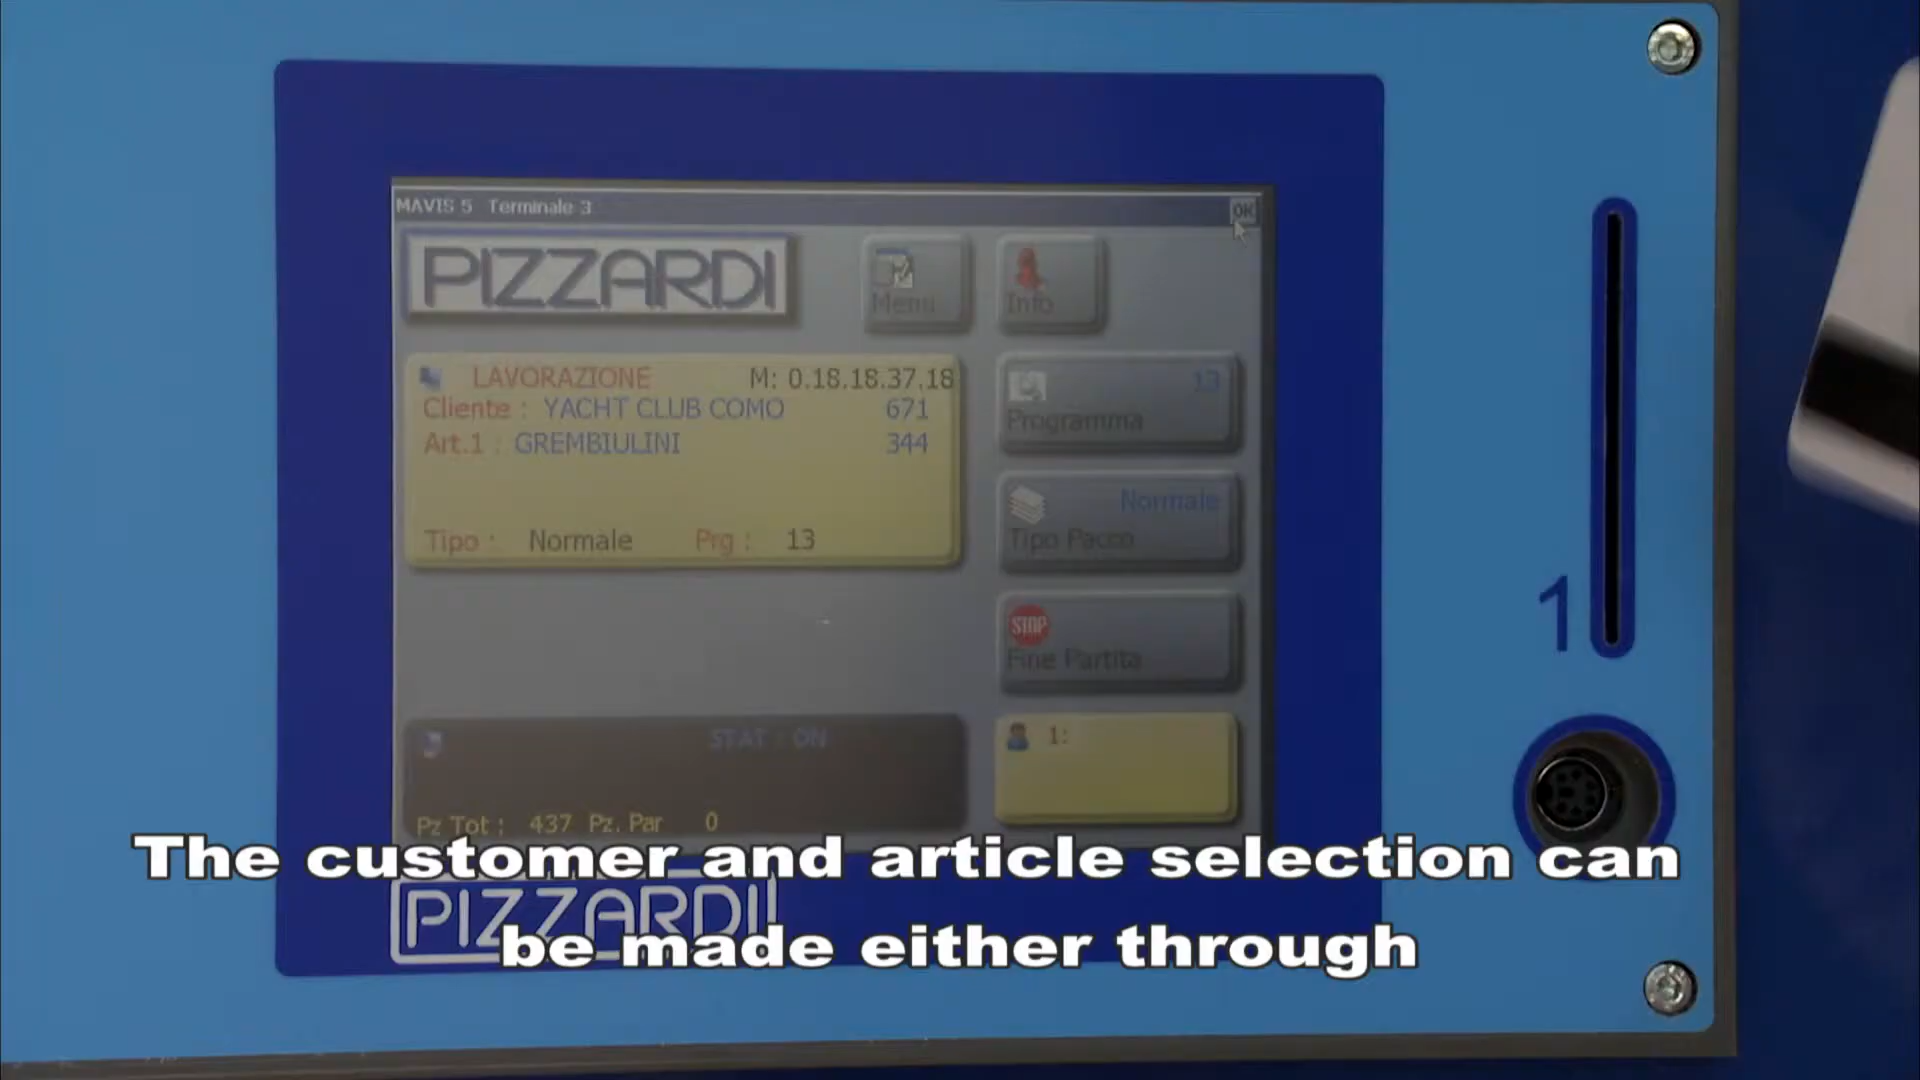 MAVIS 5 Terminale 3 OK
PIZZARDI
Menu
Info
LAVORAZIONE M: 0.18.18.37.18
Cliente : YACHT CLUB COMO 671
Art.1 : GREMBIULINI 344
Tipo : Normale Prg : 13
13
Programma
Normale
Tipo Pacco
STOP
Fine Partita
STAT : ON
Pz Tot : 437 Pz. Par 0
1:
1
PIZZARDI
The customer and article selection can
be made either through